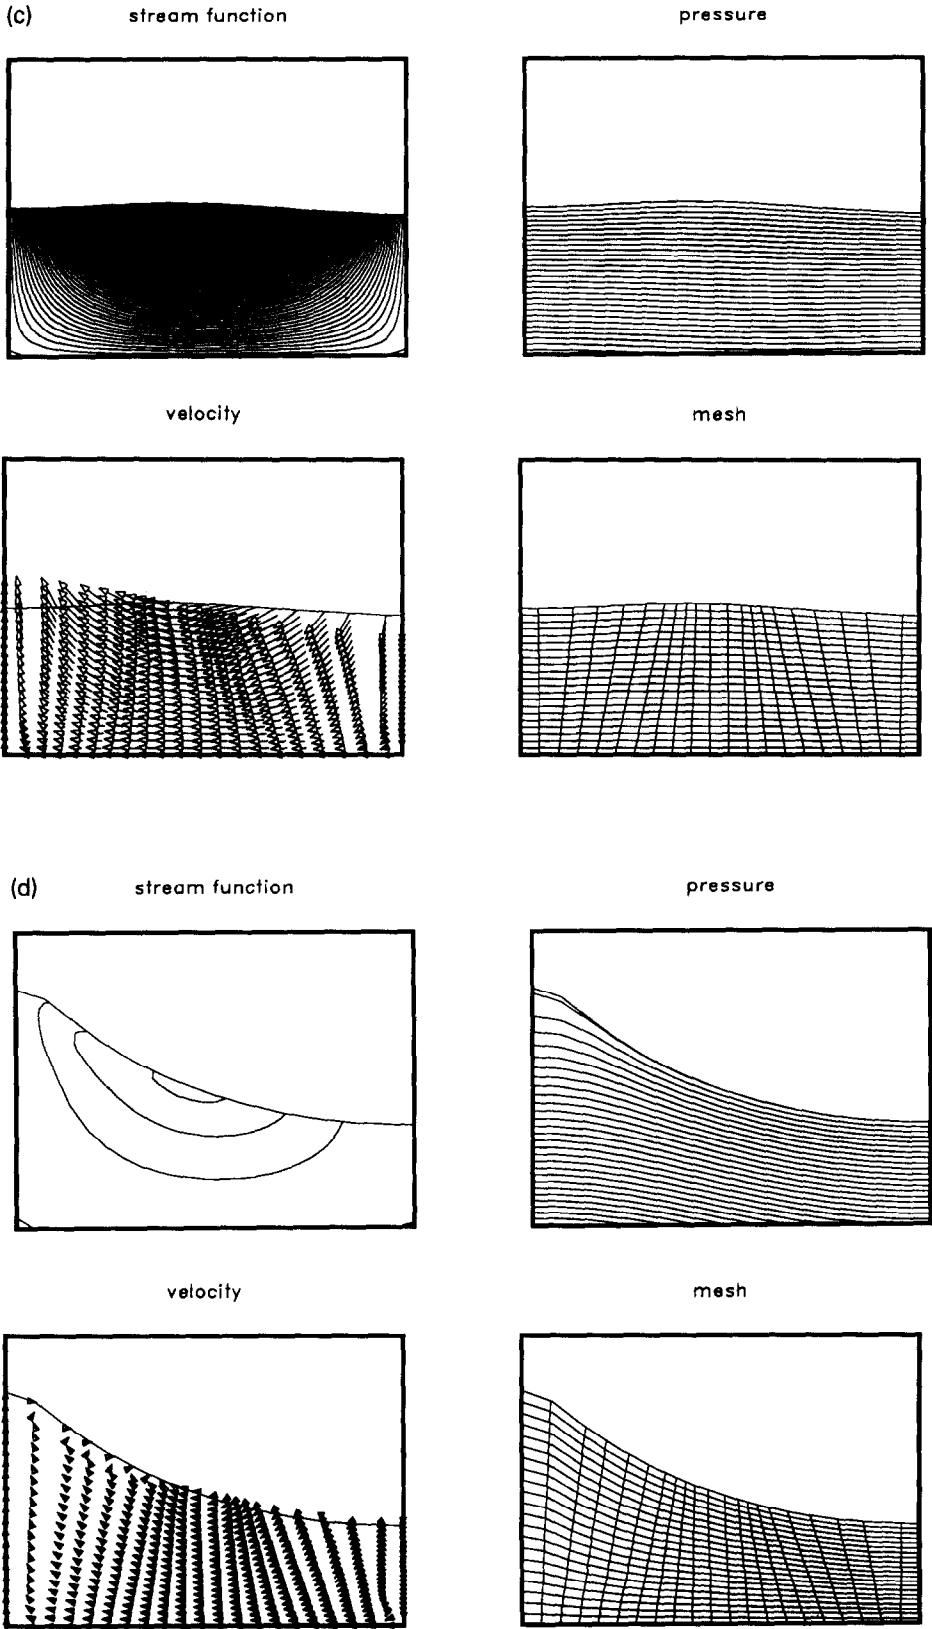 (c)
stream function
pressure
velocity
mesh
(d)
stream function
pressure
velocity
mesh